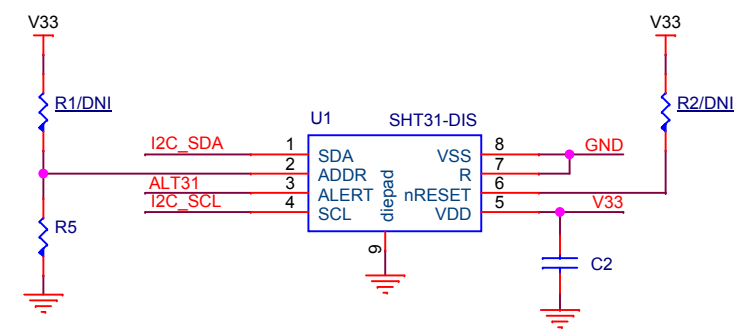 V33
V33
R1/DNI
R2/DNI
U1
SHT31-DIS
I2C_SDA
1
SDA
VSS
8
GND
2
ADDR
R
7
ALT31
3
ALERT
nRESET
6
I2C_SCL
4
SCL
VDD
5
V33
diepad
9
R5
C2